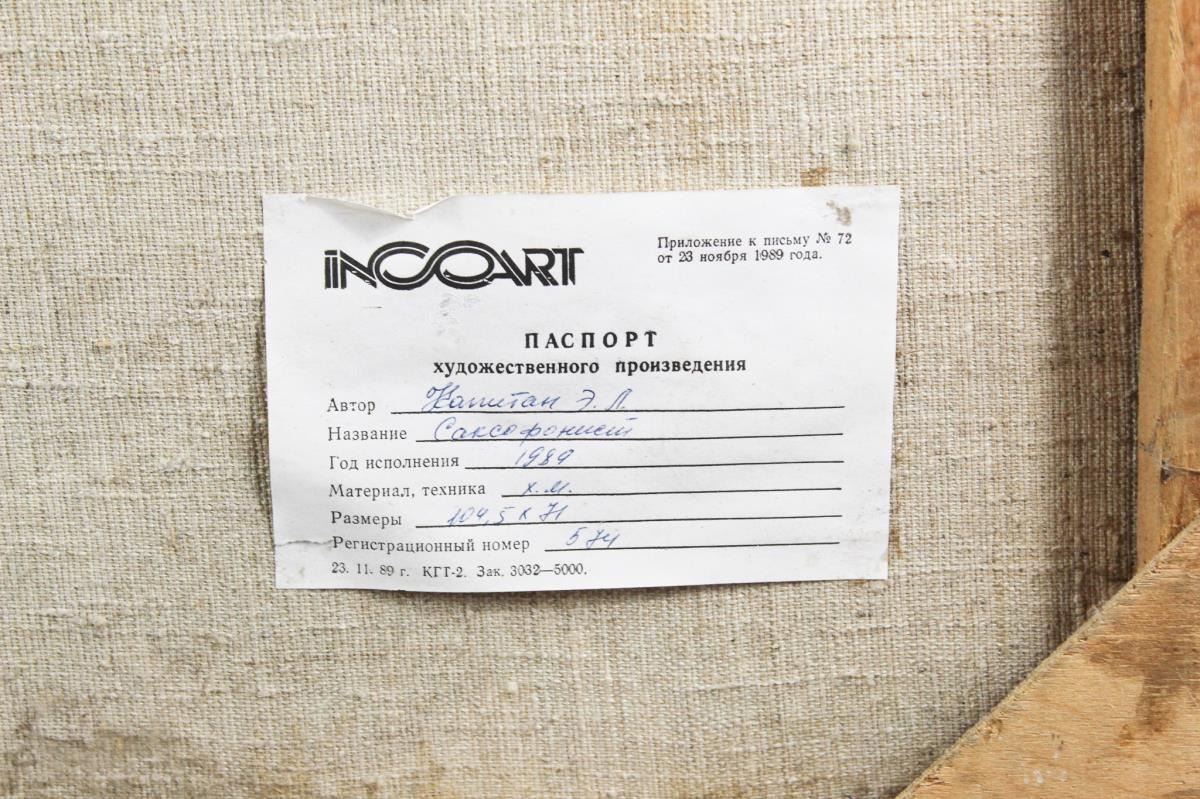 INCOART
Приложение к письму № 72
от 23 ноября 1989 года.
ПАСПОРТ
художественного произведения
Автор Капитан Э. Л.
Название Саксофонист
Год исполнения 1989
Материал, техника х.м.
Размеры 104,5 х 71
Регистрационный номер 574
23. 11. 89 г. КГТ-2. Зак. 3032—5000.